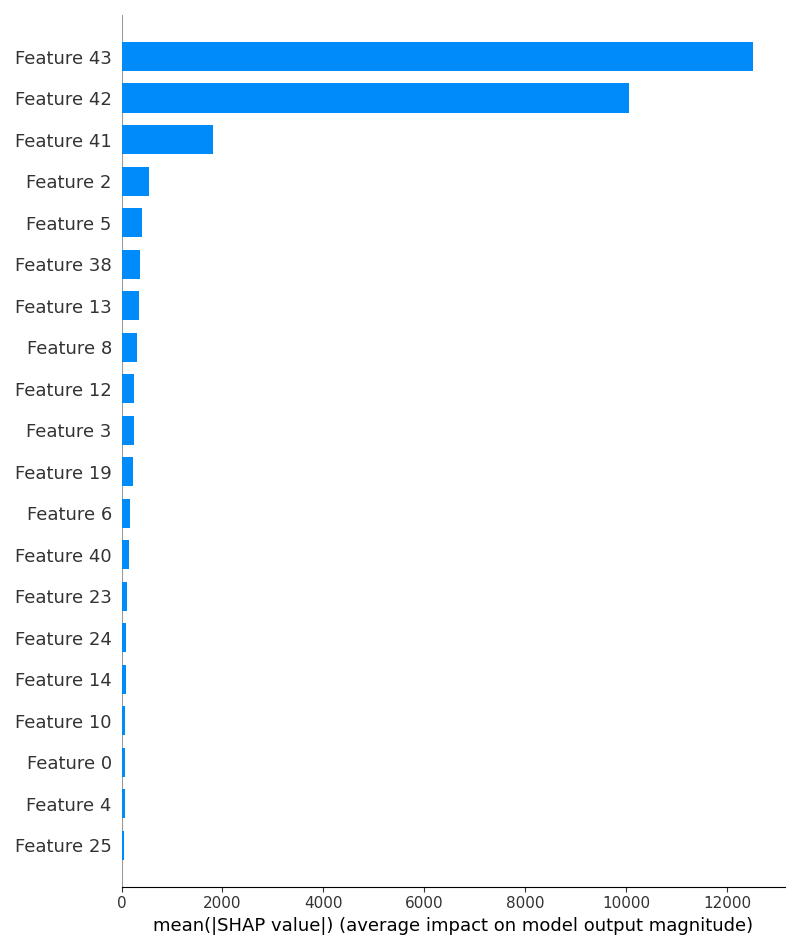 Feature 43
Feature 42
Feature 41
Feature 2
Feature 5
Feature 38
Feature 13
Feature 8
Feature 12
Feature 3
Feature 19
Feature 6
Feature 40
Feature 23
Feature 24
Feature 14
Feature 10
Feature 0
Feature 4
Feature 25
0 2000 4000 6000 8000 10000 12000
mean(|SHAP value|) (average impact on model output magnitude)